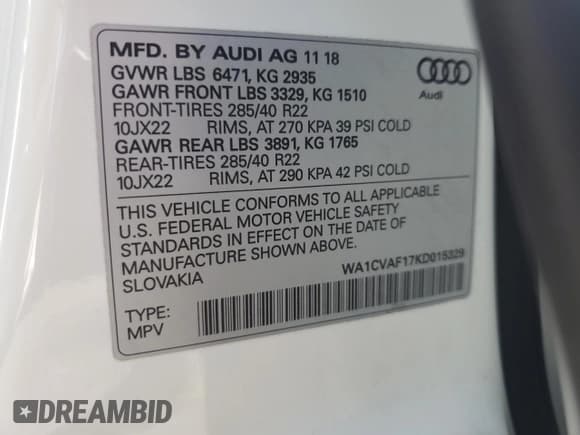 MFD. BY AUDI AG 11 18
GVWR LBS 6471, KG 2935
GAWR FRONT LBS 3329, KG 1510
FRONT-TIRES 285/40 R22
10JX22 RIMS, AT 270 KPA 39 PSI COLD
GAWR REAR LBS 3891, KG 1765
REAR-TIRES 285/40 R22
10JX22 RIMS, AT 290 KPA 42 PSI COLD
Audi
THIS VEHICLE CONFORMS TO ALL APPLICABLE
U.S. FEDERAL MOTOR VEHICLE SAFETY
STANDARDS IN EFFECT ON THE DATE OF
MANUFACTURE SHOWN ABOVE.
SLOVAKIA
WA1CVAF17KD015329
TYPE:
MPV
DREAMBID